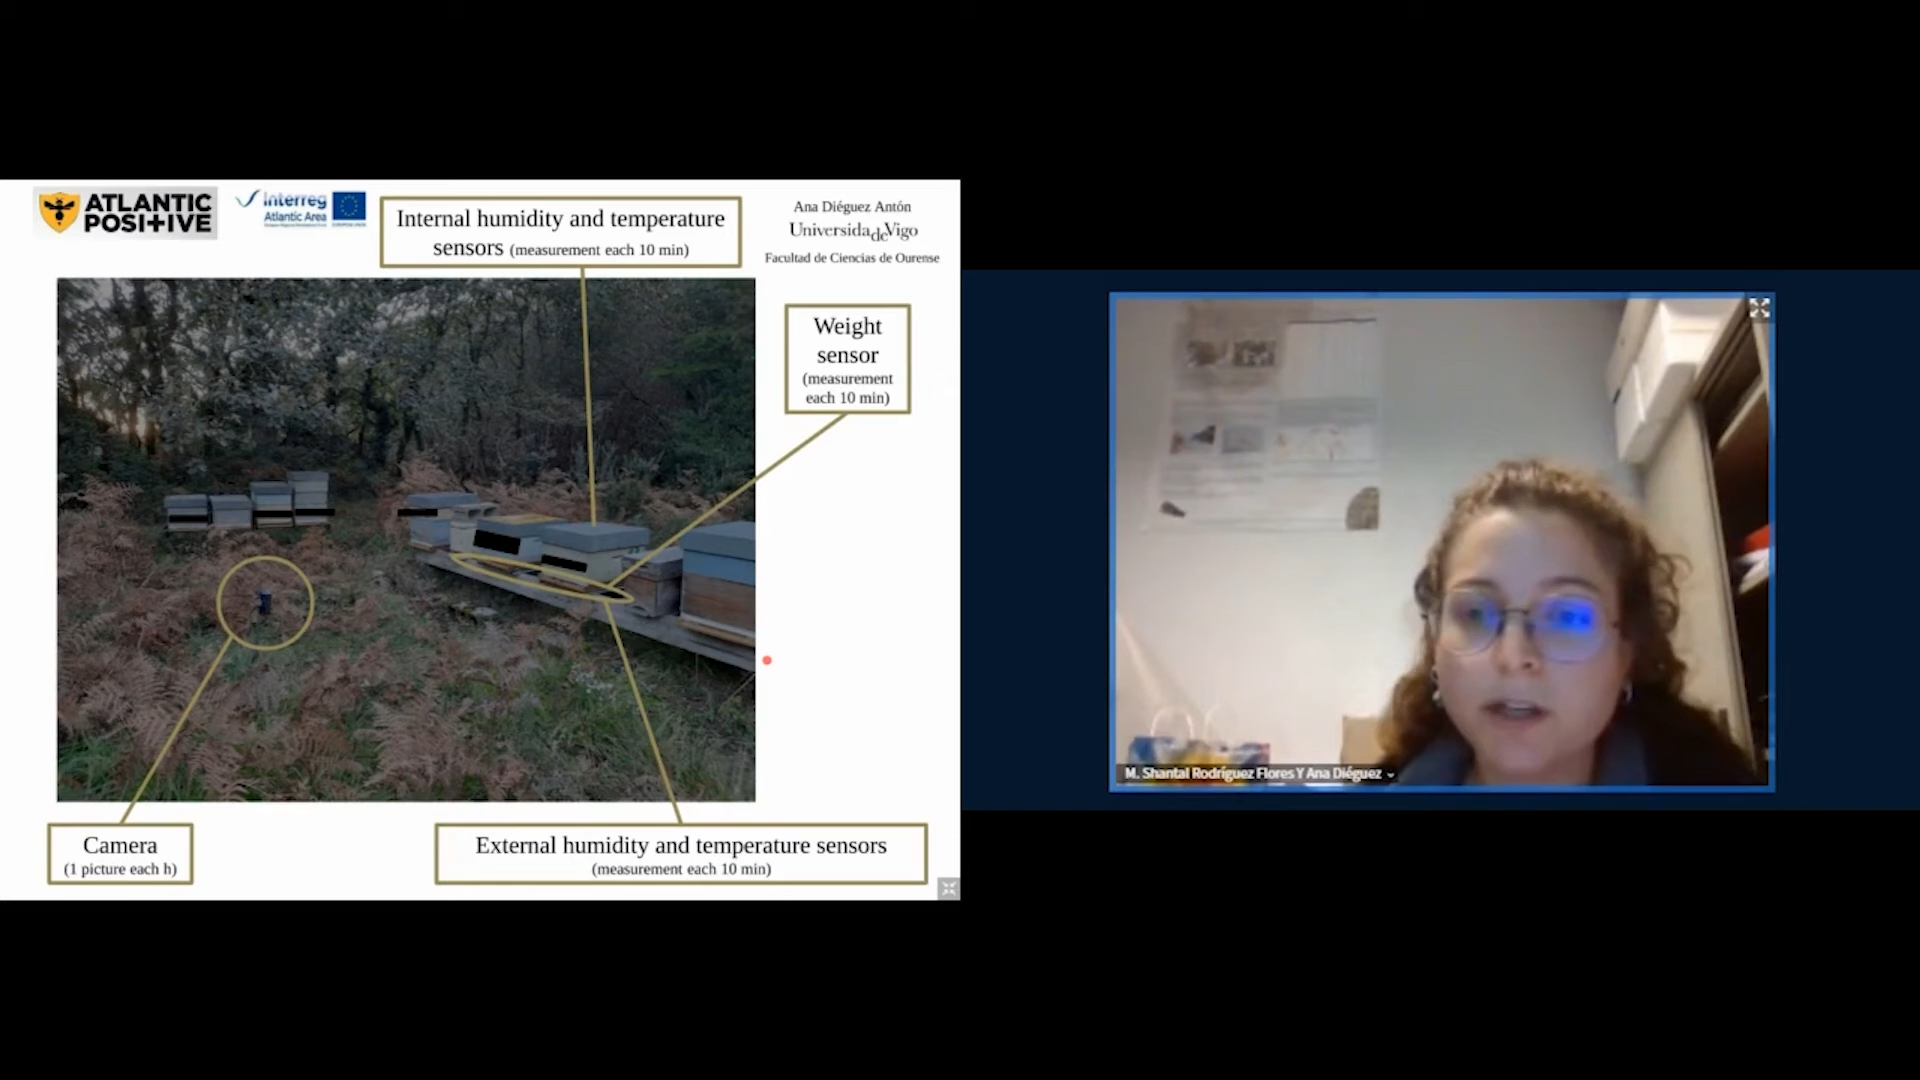 ATLANTIC
POSITIVE
Interreg
Atlantic Area
Internal humidity and temperature
sensors (measurement each 10 min)
Ana Diéguez Antón
UniversidadeVigo
Facultad de Ciencias de Ourense
Weight
sensor
(measurement
each 10 min)
Camera
(1 picture each h)
External humidity and temperature sensors
(measurement each 10 min)
M. Shantal Rodríguez Flores Y Ana Diéguez